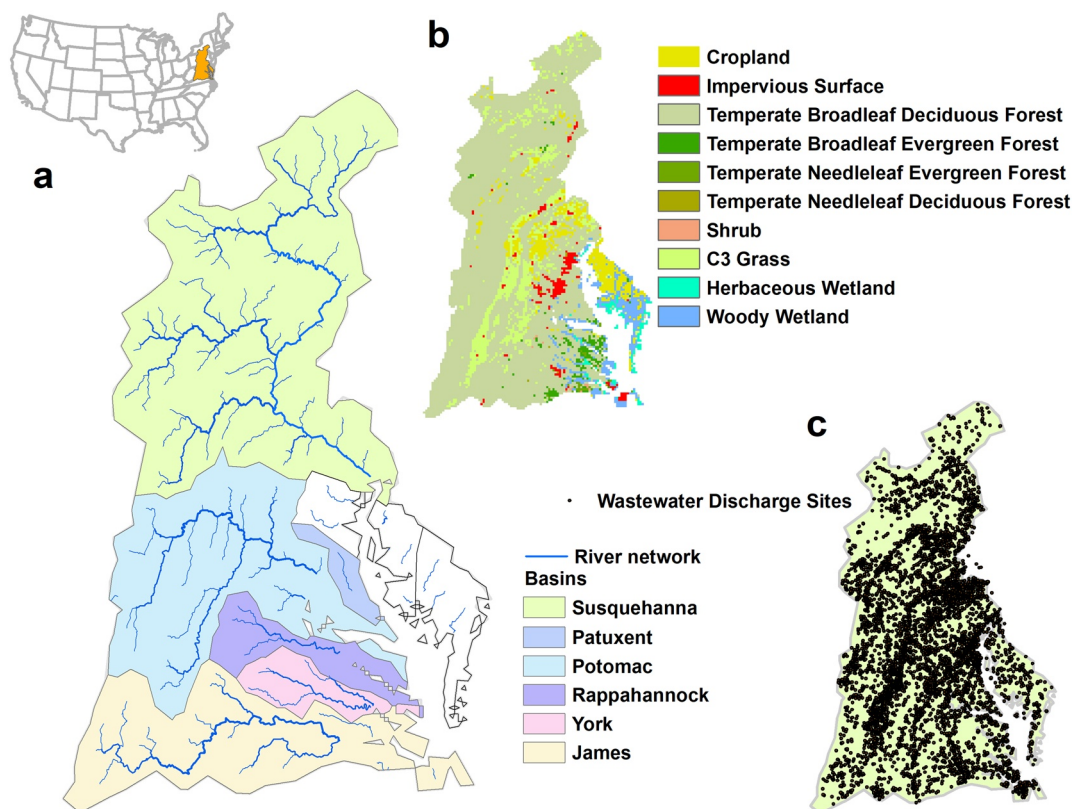 a
b
Cropland
Impervious Surface
Temperate Broadleaf Deciduous Forest
Temperate Broadleaf Evergreen Forest
Temperate Needleleaf Evergreen Forest
Temperate Needleleaf Deciduous Forest
Shrub
C3 Grass
Herbaceous Wetland
Woody Wetland
c
Wastewater Discharge Sites
River network
Basins
Susquehanna
Patuxent
Potomac
Rappahannock
York
James